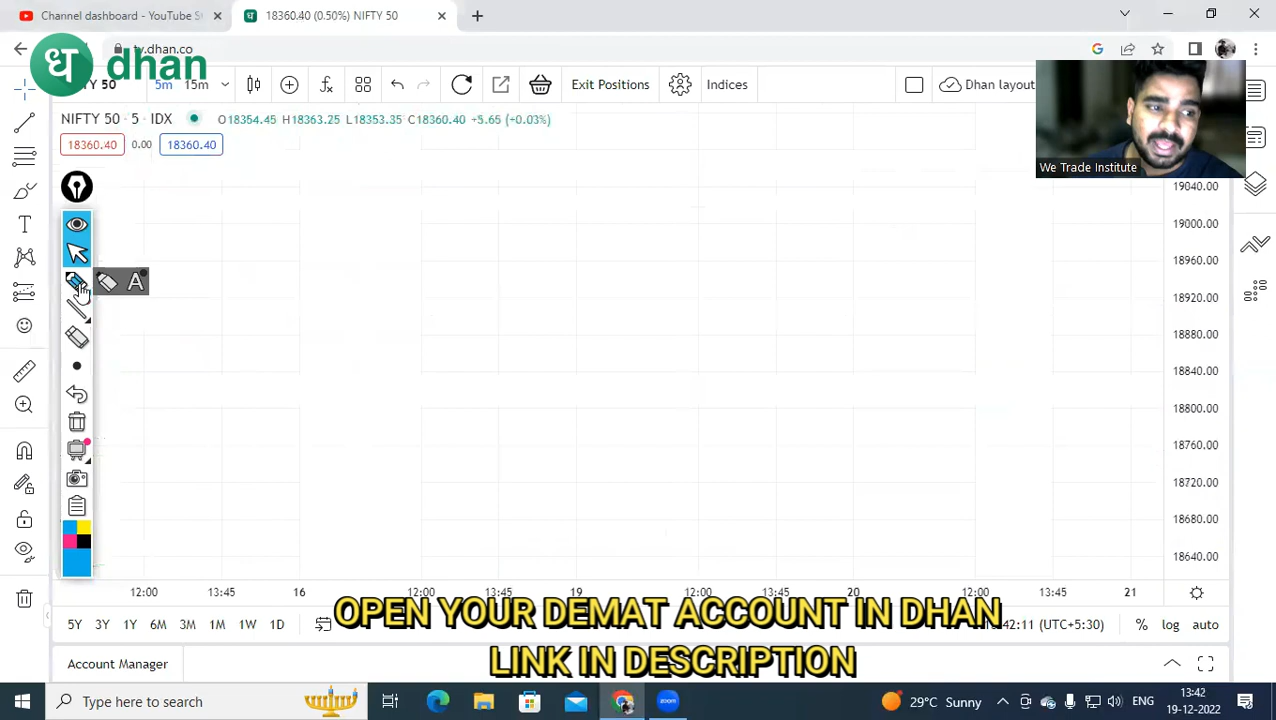 Channel dashboard - YouTube S
18360.40 (0.50%) NIFTY 50
tv.dhan.co
ध dhan
TY 50
5m
15m
Exit Positions
Indices
Dhan layout
NIFTY 50 · 5 · IDX
O18354.45 H18363.25 L18353.35 C18360.40 +5.65 (+0.03%)
18360.40
0.00
18360.40
We Trade Institute
T
A
19040.00
19000.00
18960.00
18920.00
18880.00
18840.00
18800.00
18760.00
18720.00
18680.00
18640.00
12:00
13:45
16
12:00
13:45
19
12:00
13:45
20
12:00
13:45
21
5Y
3Y
1Y
6M
3M
1M
1W
1D
:42:11 (UTC+5:30)
%
log
auto
OPEN YOUR DEMAT ACCOUNT IN DHAN
LINK IN DESCRIPTION
Account Manager
Type here to search
zoom
29°C Sunny
ENG
13:42
19-12-2022